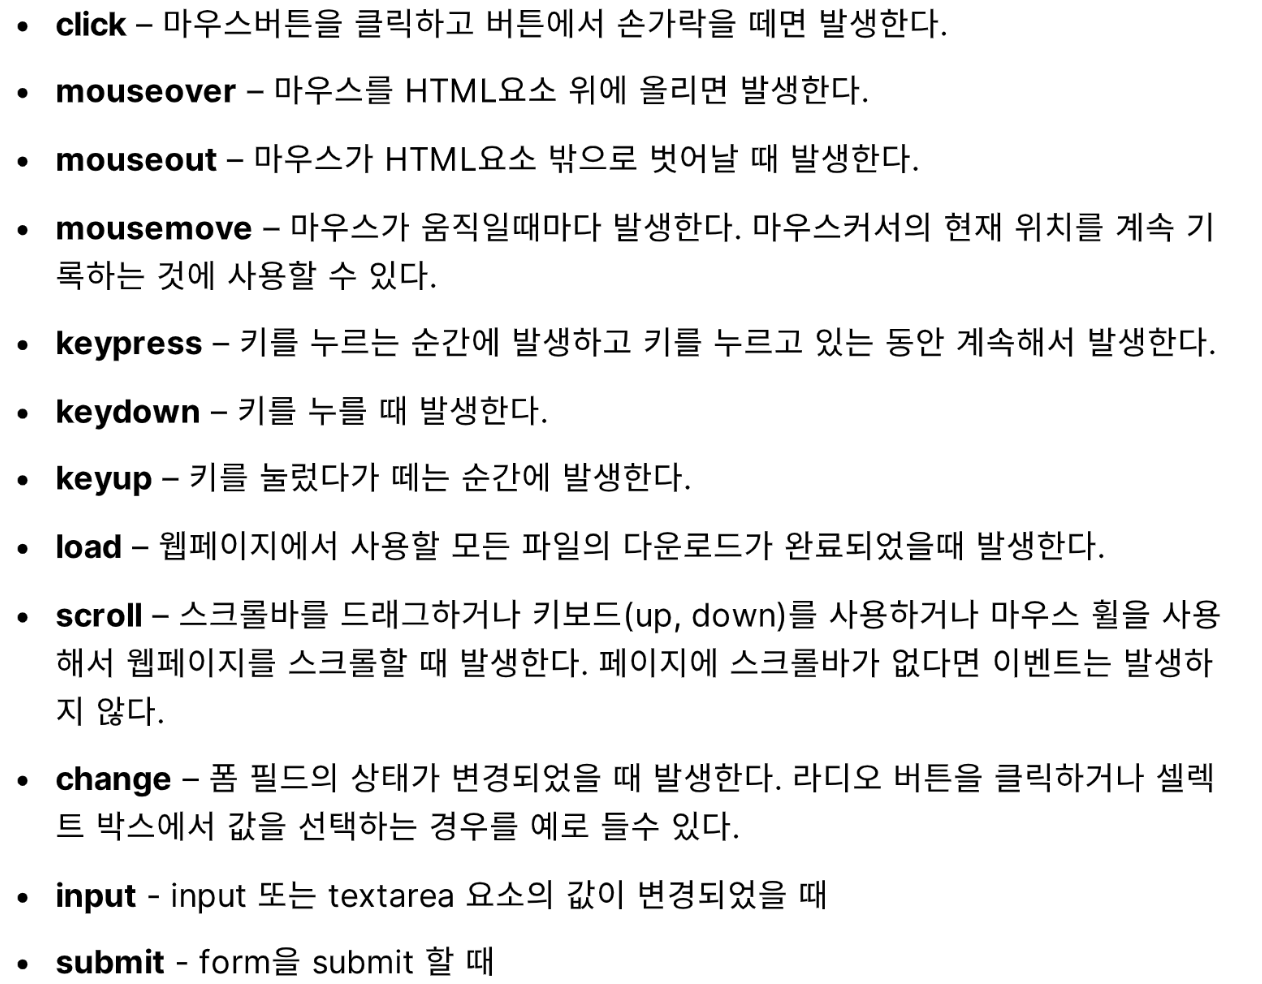 • click – 마우스버튼을 클릭하고 버튼에서 손가락을 떼면 발생한다.
• mouseover – 마우스를 HTML요소 위에 올리면 발생한다.
• mouseout – 마우스가 HTML요소 밖으로 벗어날 때 발생한다.
• mousemove – 마우스가 움직일때마다 발생한다. 마우스커서의 현재 위치를 계속 기
록하는 것에 사용할 수 있다.
• keypress – 키를 누르는 순간에 발생하고 키를 누르고 있는 동안 계속해서 발생한다.
• keydown – 키를 누를 때 발생한다.
• keyup – 키를 눌렀다가 떼는 순간에 발생한다.
• load – 웹페이지에서 사용할 모든 파일의 다운로드가 완료되었을때 발생한다.
• scroll – 스크롤바를 드래그하거나 키보드(up, down)를 사용하거나 마우스 휠을 사용
해서 웹페이지를 스크롤할 때 발생한다. 페이지에 스크롤바가 없다면 이벤트는 발생하
지 않다.
• change – 폼 필드의 상태가 변경되었을 때 발생한다. 라디오 버튼을 클릭하거나 셀렉
트 박스에서 값을 선택하는 경우를 예로 들수 있다.
• input - input 또는 textarea 요소의 값이 변경되었을 때
• submit - form을 submit 할 때